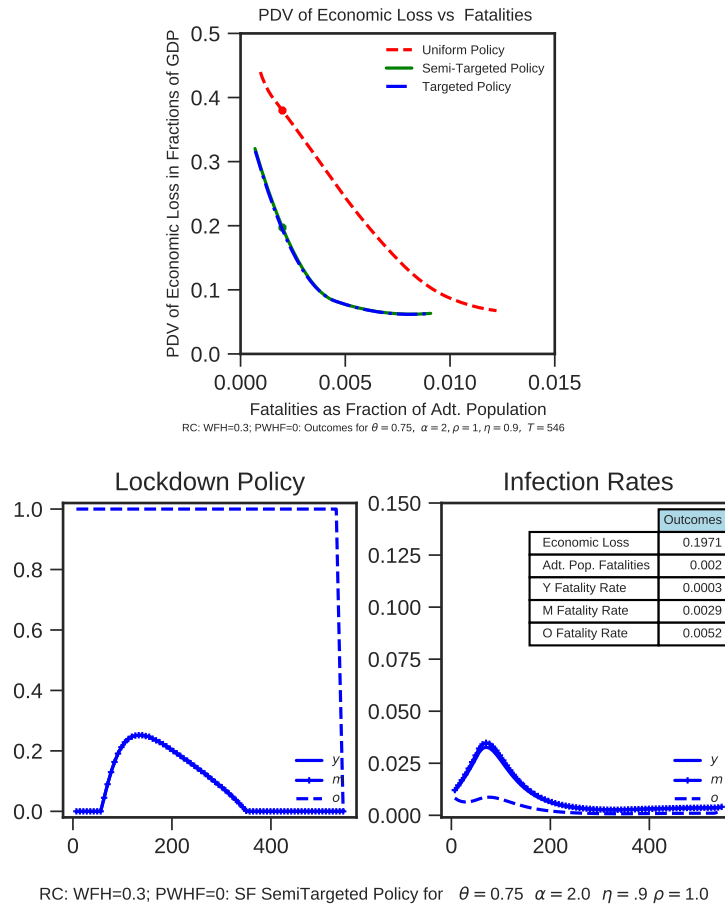 PDV of Economic Loss vs Fatalities
PDV of Economic Loss in Fractions of GDP
0.5
0.4
0.3
0.2
0.1
0.0
Uniform Policy
Semi-Targeted Policy
Targeted Policy
0.000 0.005 0.010 0.015
Fatalities as Fraction of Adt. Population
RC: WFH=0.3; PWHF=0: Outcomes for θ = 0.75, α = 2, ρ = 1, η = 0.9, T = 546
Lockdown Policy
1.0
0.8
0.6
0.4
0.2
0.0
y
m
o
0 200 400
Infection Rates
0.150
0.125
0.100
0.075
0.050
0.025
0.000
Outcomes
Economic Loss 0.1971
Adt. Pop. Fatalities 0.002
Y Fatality Rate 0.0003
M Fatality Rate 0.0029
O Fatality Rate 0.0052
y
m
o
0 200 400
RC: WFH=0.3; PWHF=0: SF SemiTargeted Policy for θ = 0.75 α = 2.0 η = .9 ρ = 1.0